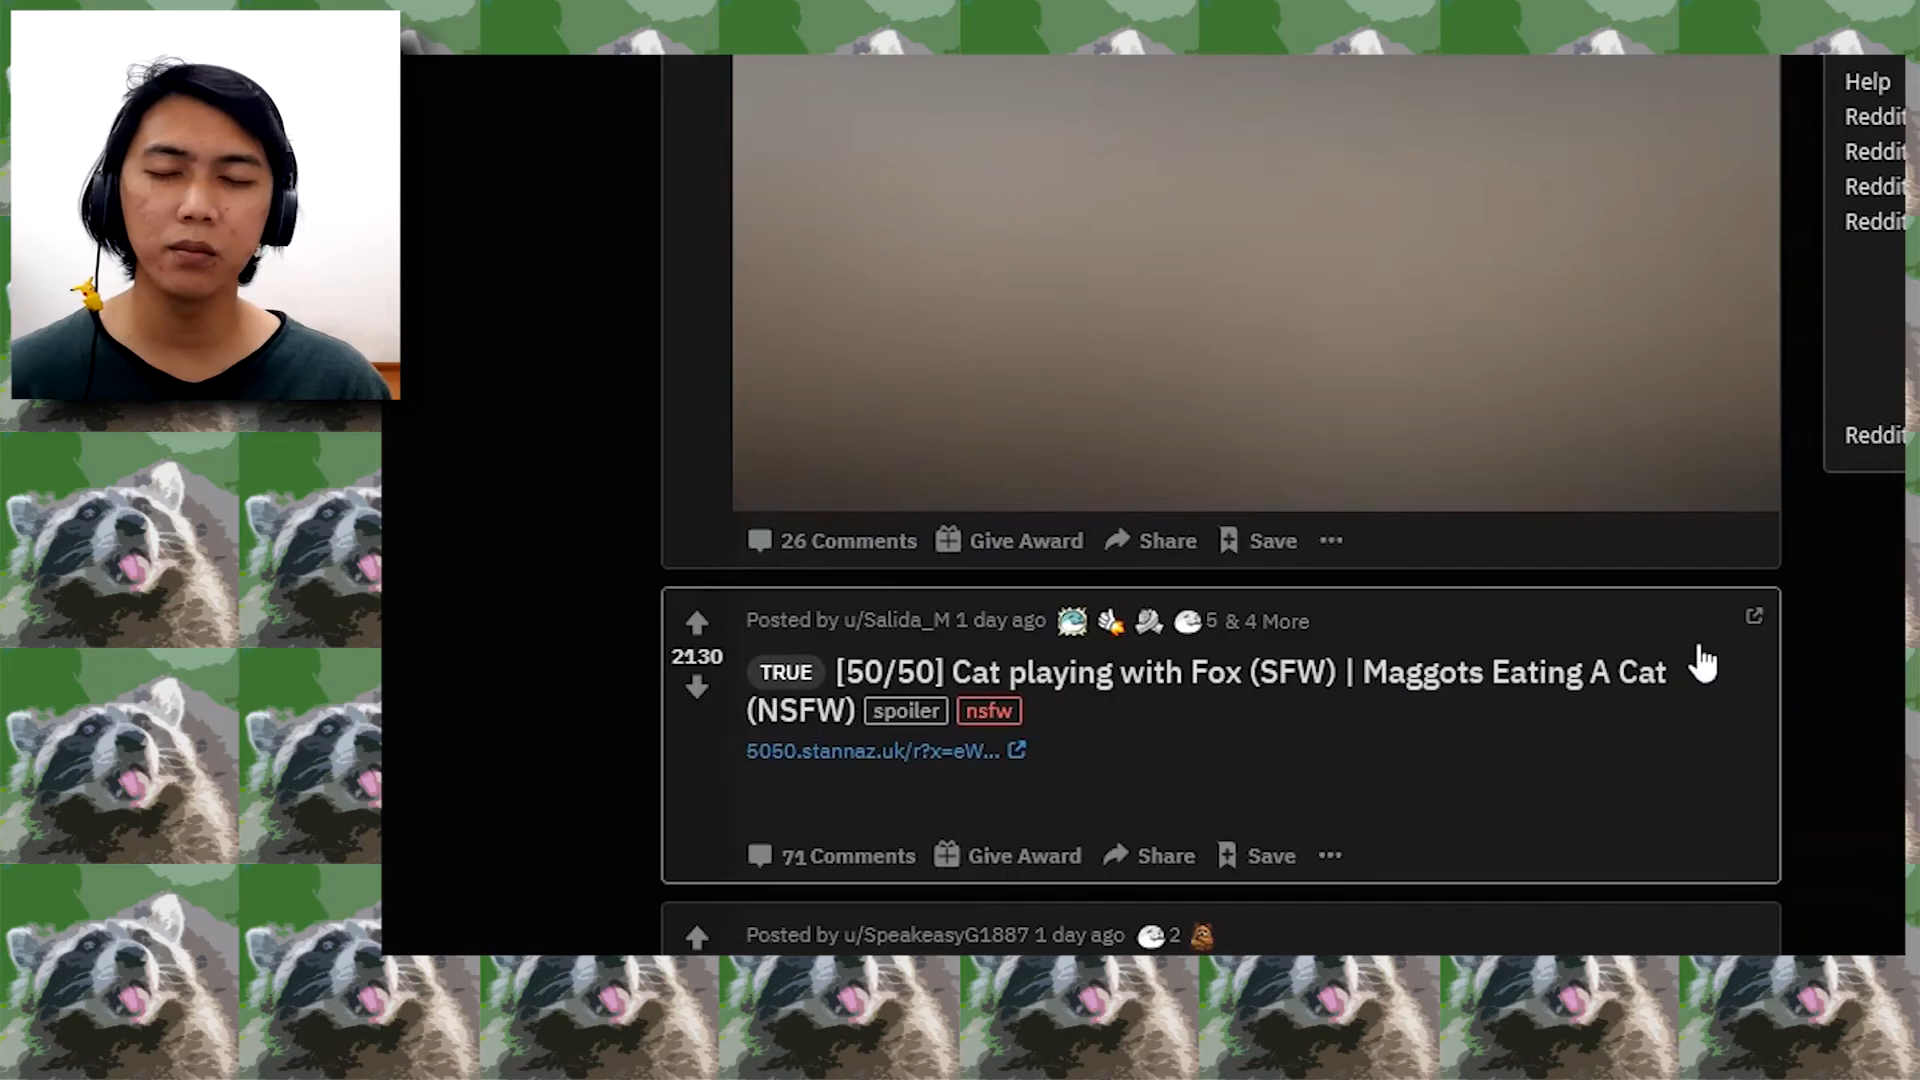 Help
Reddit
Reddit
Reddit
Reddit
Reddit
26 Comments Give Award Share Save
Posted by u/Salida_M 1 day ago 5 & 4 More
2130
TRUE [50/50] Cat playing with Fox (SFW) | Maggots Eating A Cat
(NSFW) spoiler nsfw
5050.stannaz.uk/r?x=eW...
71 Comments Give Award Share Save
Posted by u/SpeakeasyG1887 1 day ago 2